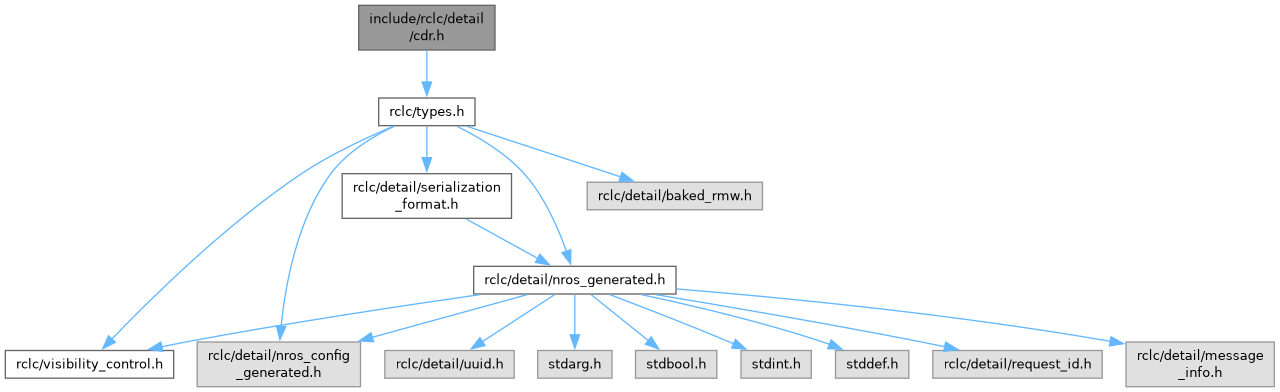 include/rclc/detail
/cdr.h
rclc/types.h
rclc/detail/serialization
_format.h
rclc/detail/baked_rmw.h
rclc/detail/nros_generated.h
rclc/visibility_control.h
rclc/detail/nros_config
_generated.h
rclc/detail/uuid.h
stdarg.h
stdbool.h
stdint.h
stddef.h
rclc/detail/request_id.h
rclc/detail/message
_info.h